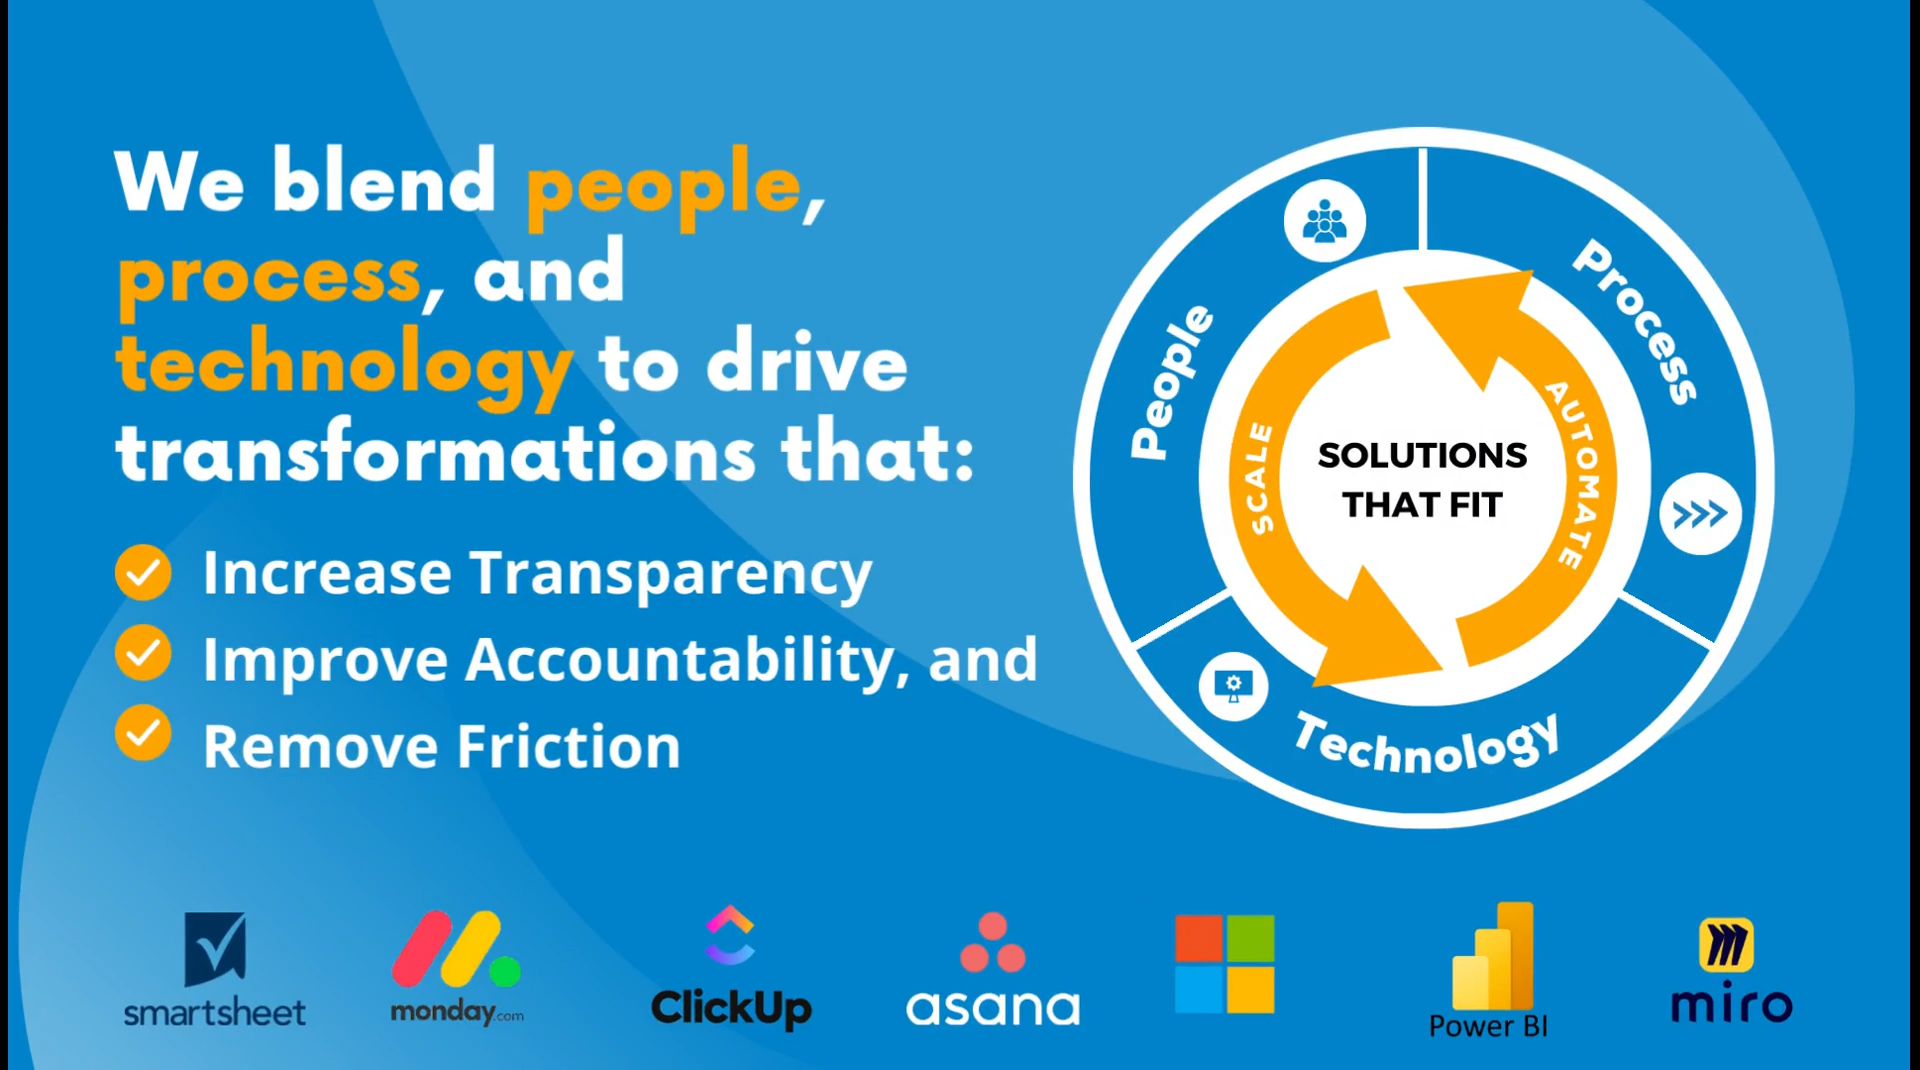 We blend people,
process, and
technology to drive
transformations that:
Increase Transparency
Improve Accountability, and
Remove Friction
People
Process
Technology
SCALE
AUTOMATE
SOLUTIONS
THAT FIT
smartsheet
monday.com
ClickUp
asana
Power BI
miro